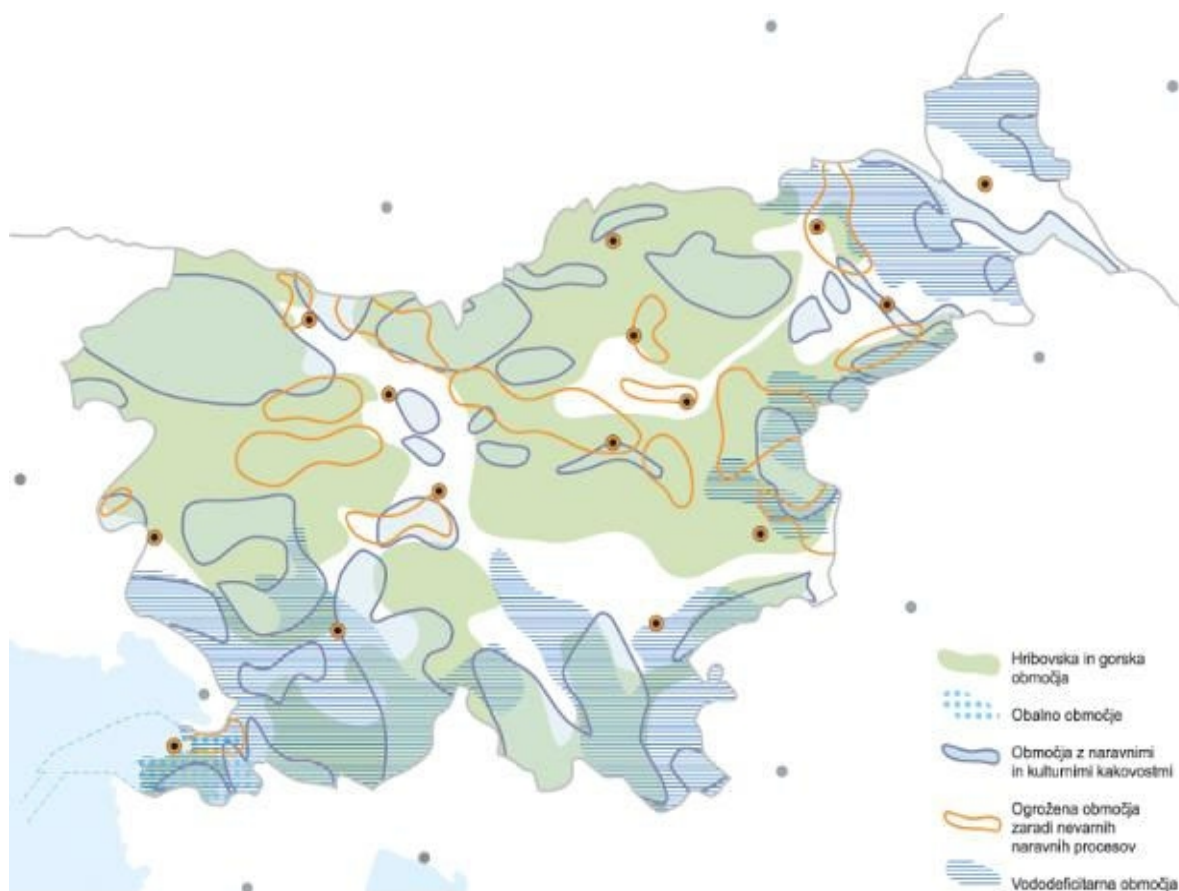 Hribovska in gorska
območja
Obalno območje
Območja z naravnimi
in kulturnimi kakovostmi
Ogrožena območja
zaradi nevarnih
naravnih procesov
Vododeficitarna območja